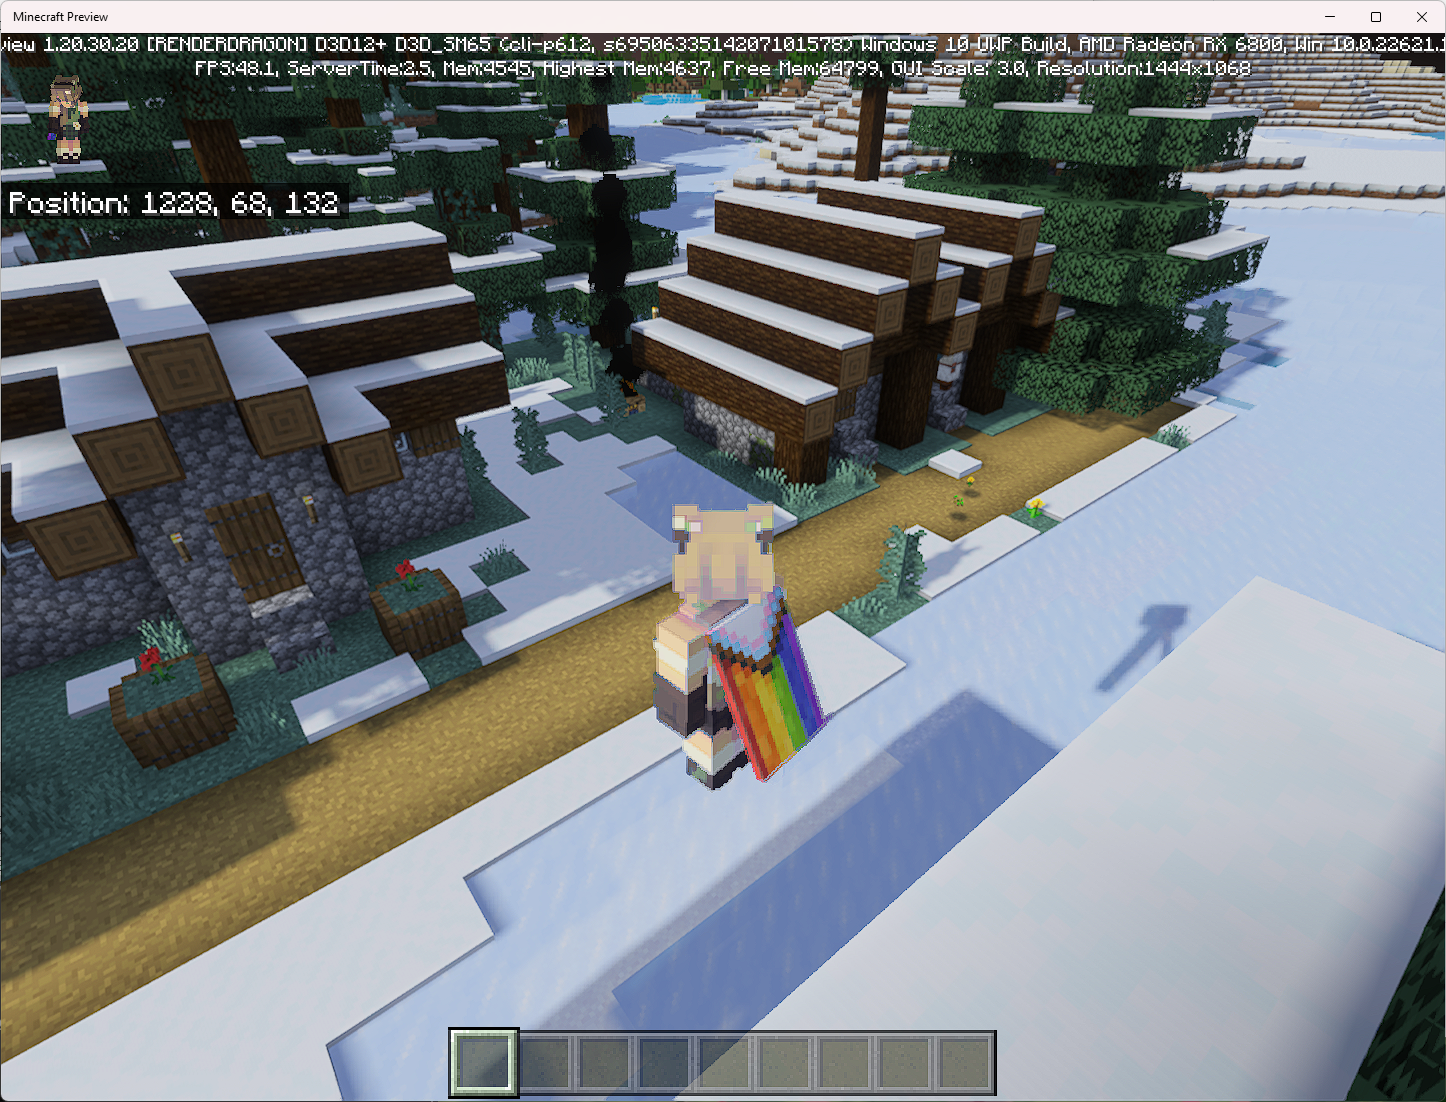 Minecraft Preview
view 1.20.30.20 [RENDERDRAGON] D3D12+ D3D_SM65 (cli-p612, s6950633514207101578) Windows 10 UWP Build, AMD Radeon RX 6800, Win 10.0.22621.1
FPS:48.1, ServerTime:2.5, Mem:4545, Highest Mem:4637, Free Mem:64799, GUI Scale: 3.0, Resolution:1444x1068
Position: 1228, 68, 132